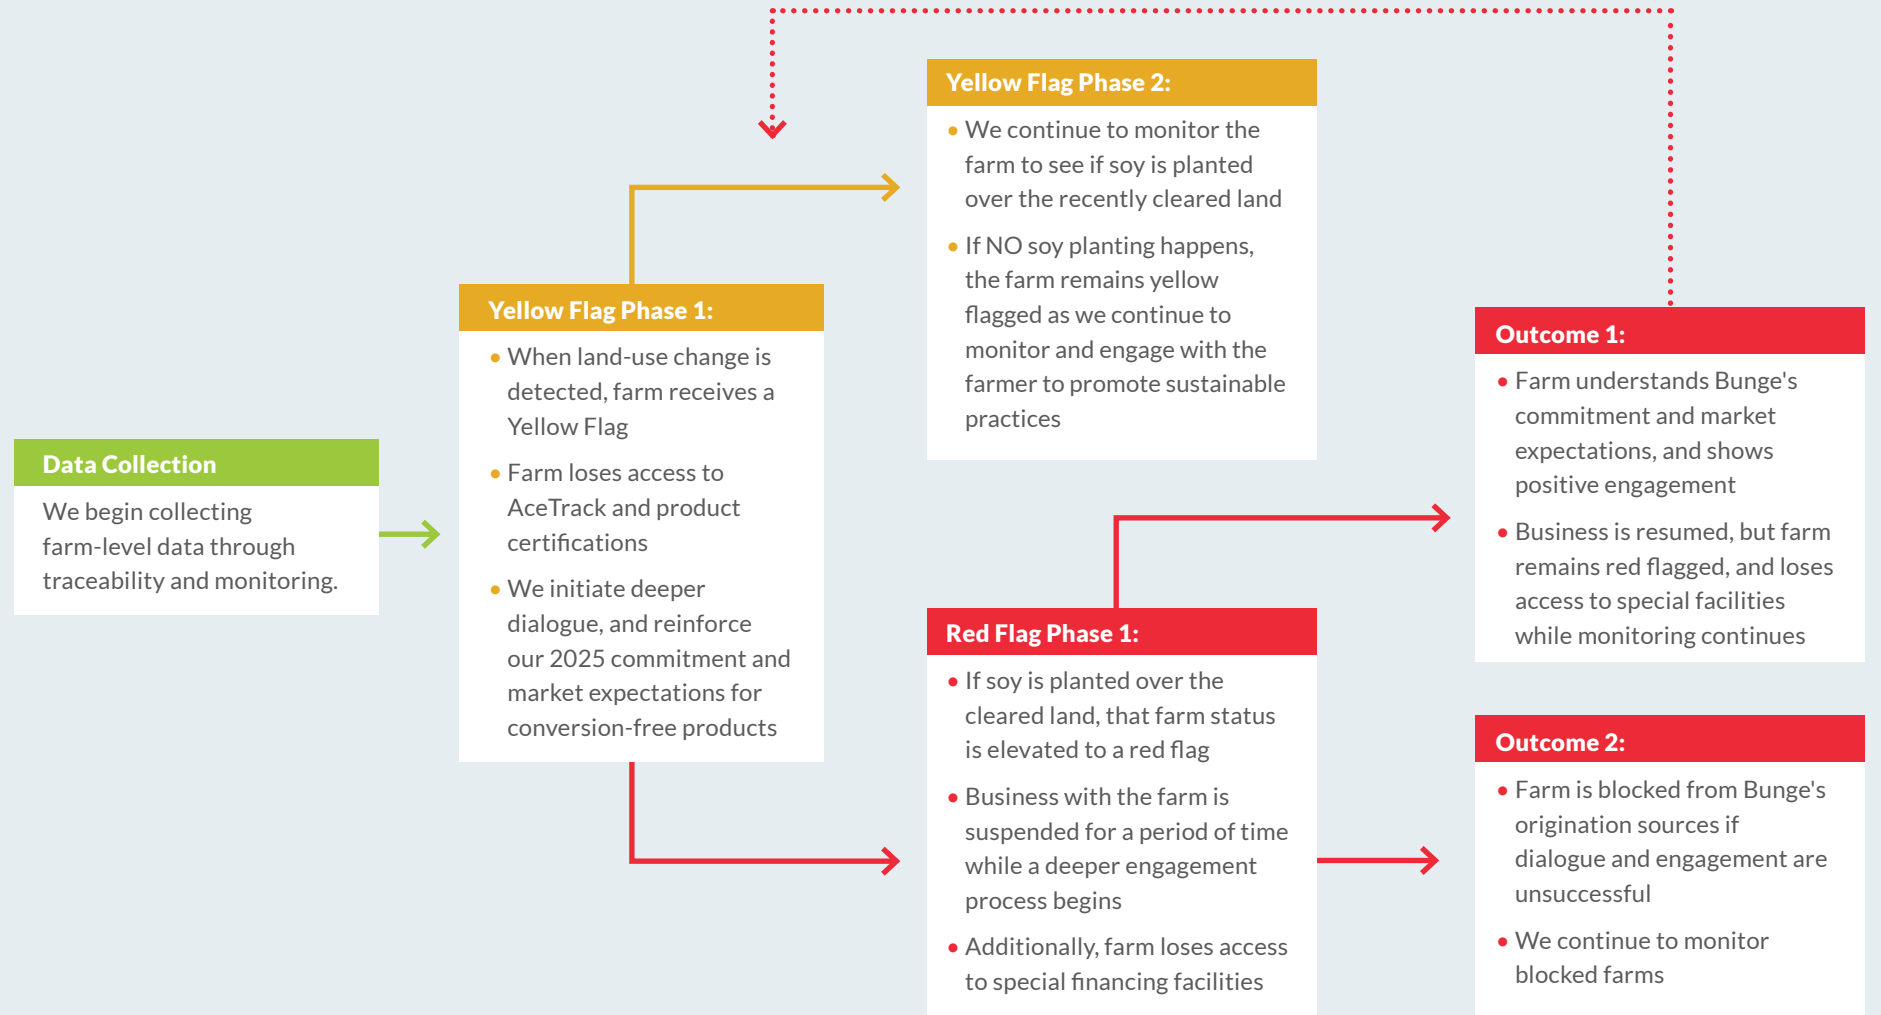 Data Collection
We begin collecting
farm-level data through
traceability and monitoring.
Yellow Flag Phase 1:
• When land-use change is
detected, farm receives a
Yellow Flag
• Farm loses access to
AceTrack and product
certifications
• We initiate deeper
dialogue, and reinforce
our 2025 commitment and
market expectations for
conversion-free products
Yellow Flag Phase 2:
• We continue to monitor the
farm to see if soy is planted
over the recently cleared land
• If NO soy planting happens,
the farm remains yellow
flagged as we continue to
monitor and engage with the
farmer to promote sustainable
practices
Red Flag Phase 1:
• If soy is planted over the
cleared land, that farm status
is elevated to a red flag
• Business with the farm is
suspended for a period of time
while a deeper engagement
process begins
• Additionally, farm loses access
to special financing facilities
Outcome 1:
• Farm understands Bunge's
commitment and market
expectations, and shows
positive engagement
• Business is resumed, but farm
remains red flagged, and loses
access to special facilities
while monitoring continues
Outcome 2:
• Farm is blocked from Bunge's
origination sources if
dialogue and engagement are
unsuccessful
• We continue to monitor
blocked farms